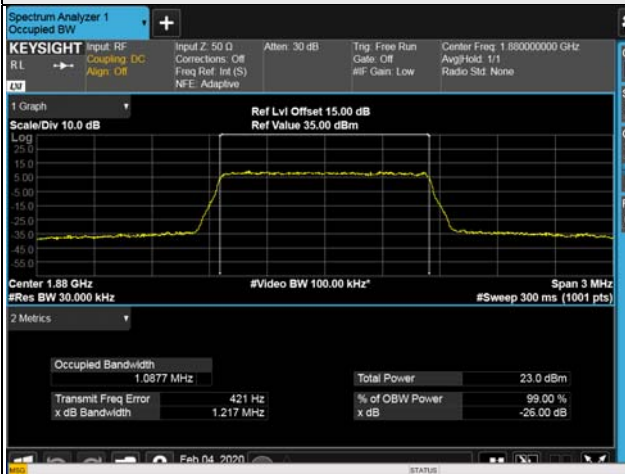 Spectrum Analyzer 1
Occupied BW
KEYSIGHT Input: RF Input Z: 50 Ω Atten: 30 dB Trig: Free Run Center Freq: 1.880000000 GHz
RL Coupling: DC Corrections: Off Gate: Off Avg|Hold: 1/1
Align: Off Freq Ref: Int (S) #IF Gain: Low Radio Std: None
LXI NFE: Adaptive
1 Graph
Ref Lvl Offset 15.00 dB
Scale/Div 10.0 dB Ref Value 35.00 dBm
Log
25.0
15.0
5.00
-5.00
-15.0
-25.0
-35.0
-45.0
-55.0
Center 1.88 GHz #Video BW 100.00 kHz* Span 3 MHz
#Res BW 30.000 kHz #Sweep 300 ms (1001 pts)
2 Metrics
Occupied Bandwidth
1.0877 MHz Total Power 23.0 dBm
Transmit Freq Error 421 Hz % of OBW Power 99.00 %
x dB Bandwidth 1.217 MHz x dB -26.00 dB
Feb 04, 2020
MSG STATUS